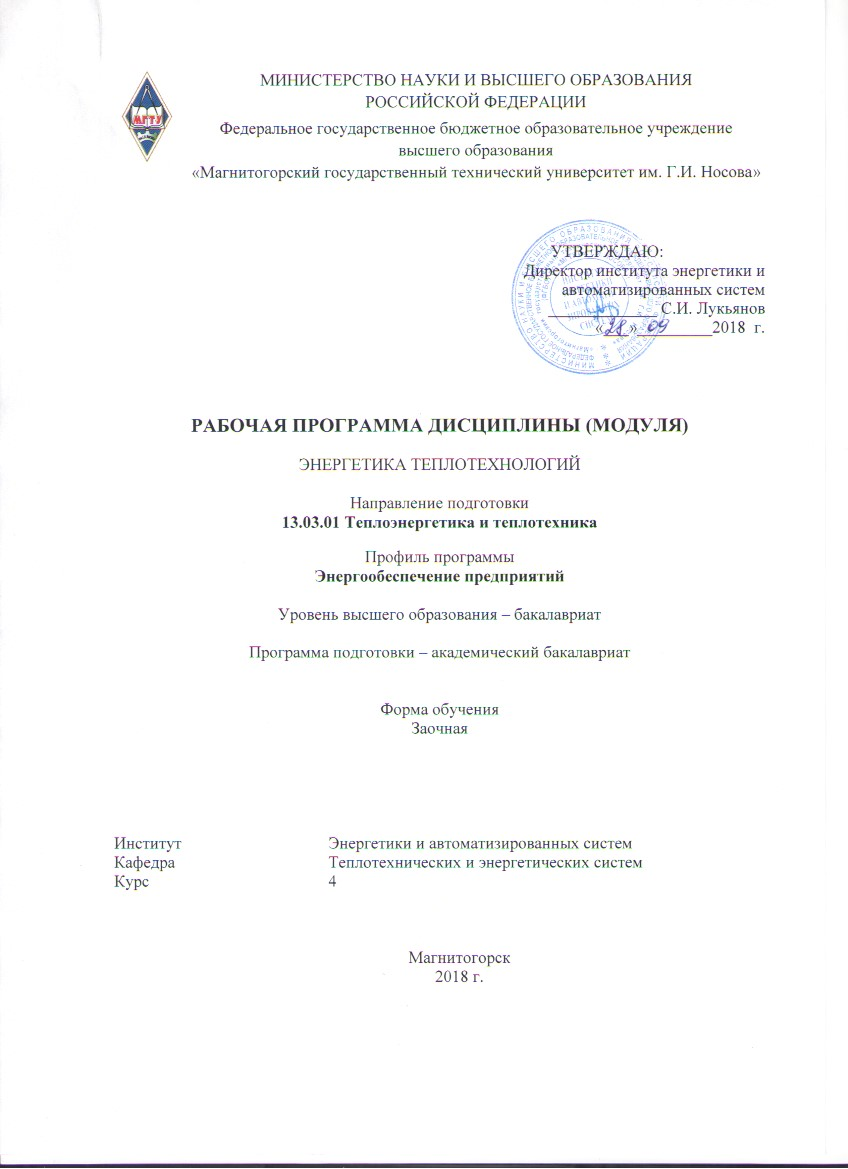 МГТУ
МИНИСТЕРСТВО НАУКИ И ВЫСШЕГО ОБРАЗОВАНИЯ
РОССИЙСКОЙ ФЕДЕРАЦИИ
Федеральное государственное бюджетное образовательное учреждение
высшего образования
«Магнитогорский государственный технический университет им. Г.И. Носова»
УТВЕРЖДАЮ:
Директор института энергетики и
автоматизированных систем
С.И. Лукьянов
«28» 09 2018 г.
РАБОЧАЯ ПРОГРАММА ДИСЦИПЛИНЫ (МОДУЛЯ)
ЭНЕРГЕТИКА ТЕПЛОТЕХНОЛОГИЙ
Направление подготовки
13.03.01 Теплоэнергетика и теплотехника
Профиль программы
Энергообеспечение предприятий
Уровень высшего образования – бакалавриат
Программа подготовки – академический бакалавриат
Форма обучения
Заочная
Институт Энергетики и автоматизированных систем
Кафедра Теплотехнических и энергетических систем
Курс 4
Магнитогорск
2018 г.